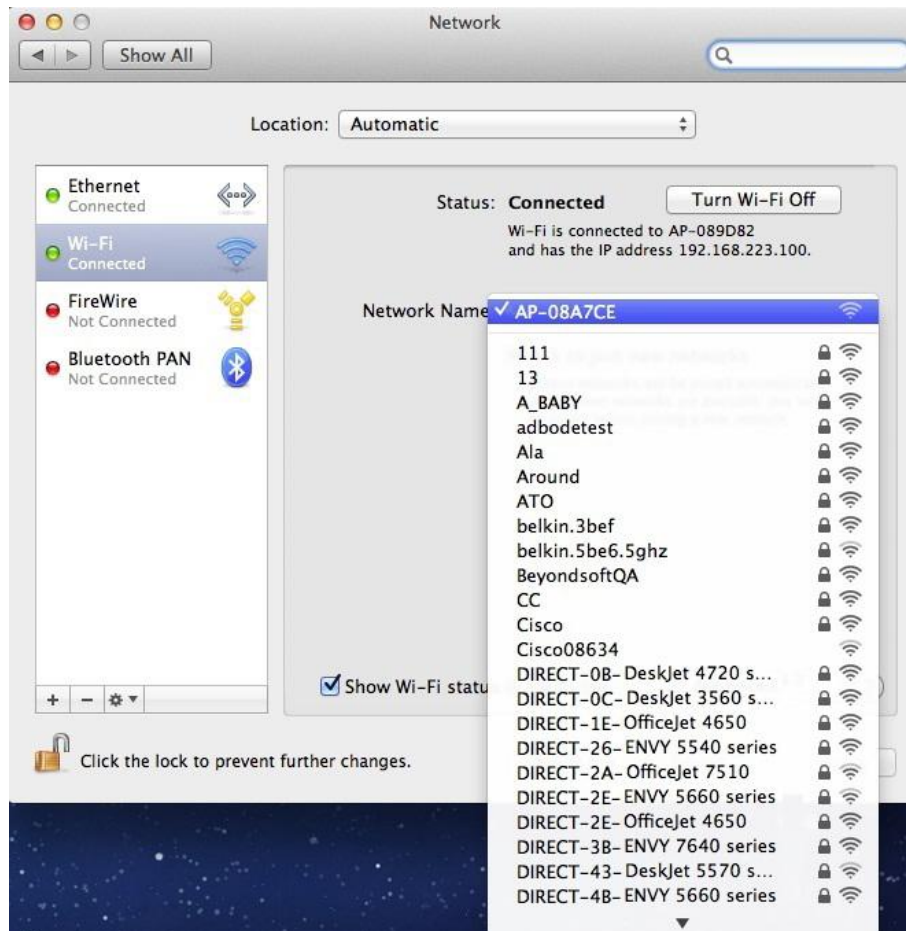 Network
Show All
Location: Automatic
Ethernet
Connected
Wi-Fi
Connected
FireWire
Not Connected
Bluetooth PAN
Not Connected
Status: Connected
Turn Wi-Fi Off
Wi-Fi is connected to AP-089D82
and has the IP address 192.168.223.100.
Network Name
✓ AP-08A7CE
111
13
A_BABY
adbodetest
Ala
Around
ATO
belkin.3bef
belkin.5be6.5ghz
BeyondsoftQA
CC
Cisco
Cisco08634
DIRECT-0B-DeskJet 4720 s...
DIRECT-0C-DeskJet 3560 s...
DIRECT-1E-OfficeJet 4650
DIRECT-26-ENVY 5540 series
DIRECT-2A-OfficeJet 7510
DIRECT-2E-ENVY 5660 series
DIRECT-2E-OfficeJet 4650
DIRECT-3B-ENVY 7640 series
DIRECT-43-DeskJet 5570 s...
DIRECT-4B-ENVY 5660 series
Show Wi-Fi statu
Click the lock to prevent further changes.